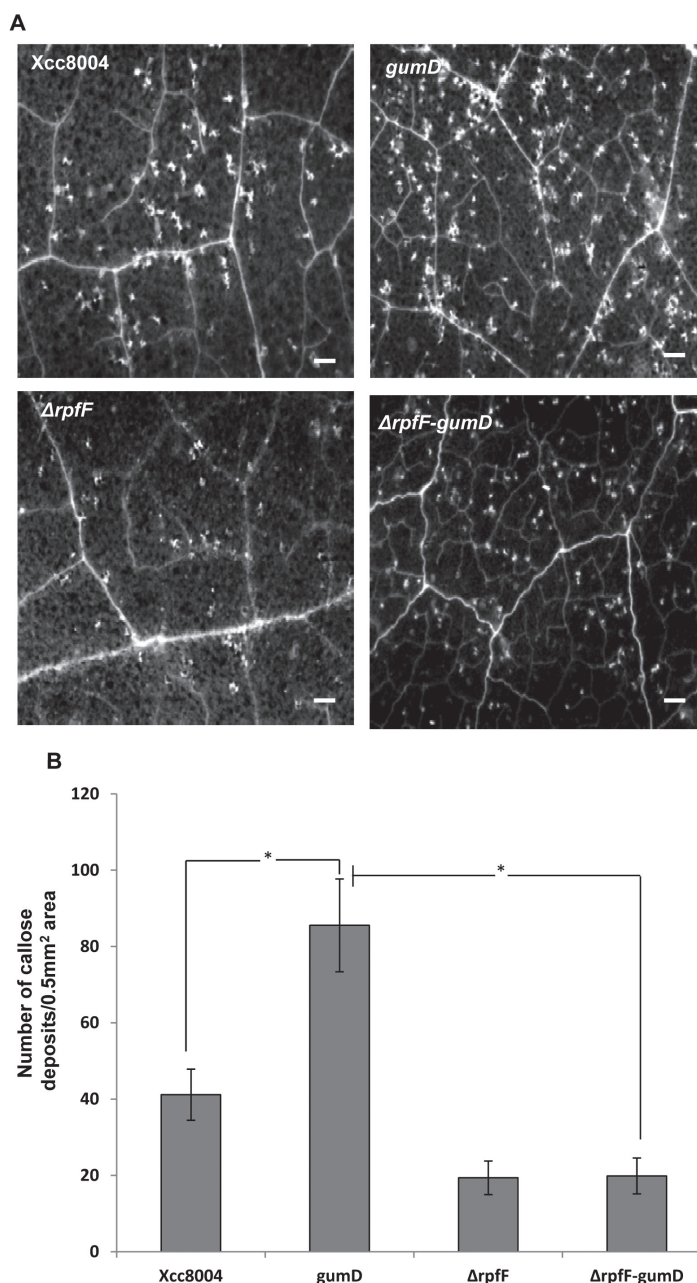 A
Xcc8004
gumD
ΔrpfF
ΔrpfF-gumD
B
Number of callose
deposits/0.5mm² area
120
100
80
60
40
20
0
*
*
Xcc8004
gumD
ΔrpfF
ΔrpfF-gumD